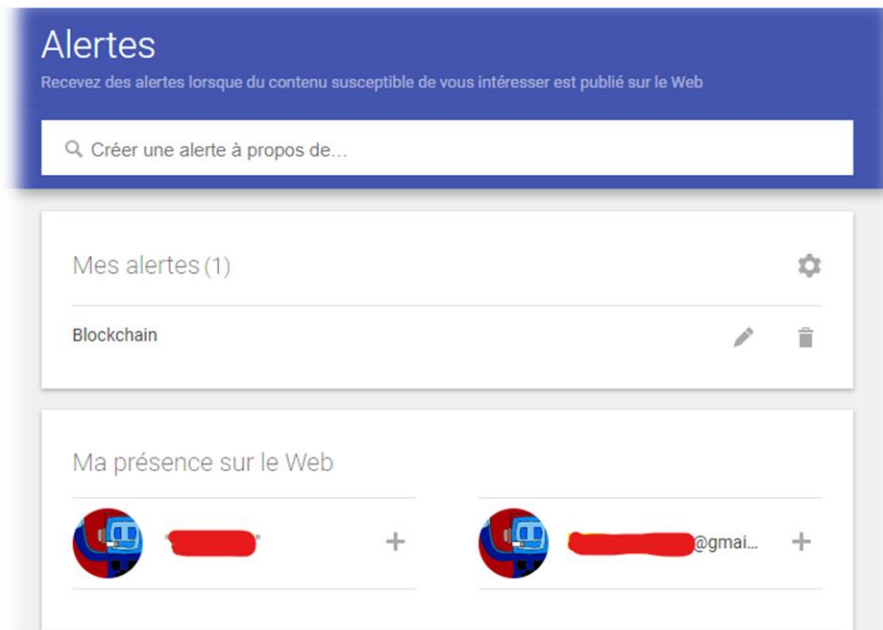 Alertes
Recevez des alertes lorsque du contenu susceptible de vous intéresser est publié sur le Web
Créer une alerte à propos de...
Mes alertes (1)
Blockchain
Ma présence sur le Web
@gmai...